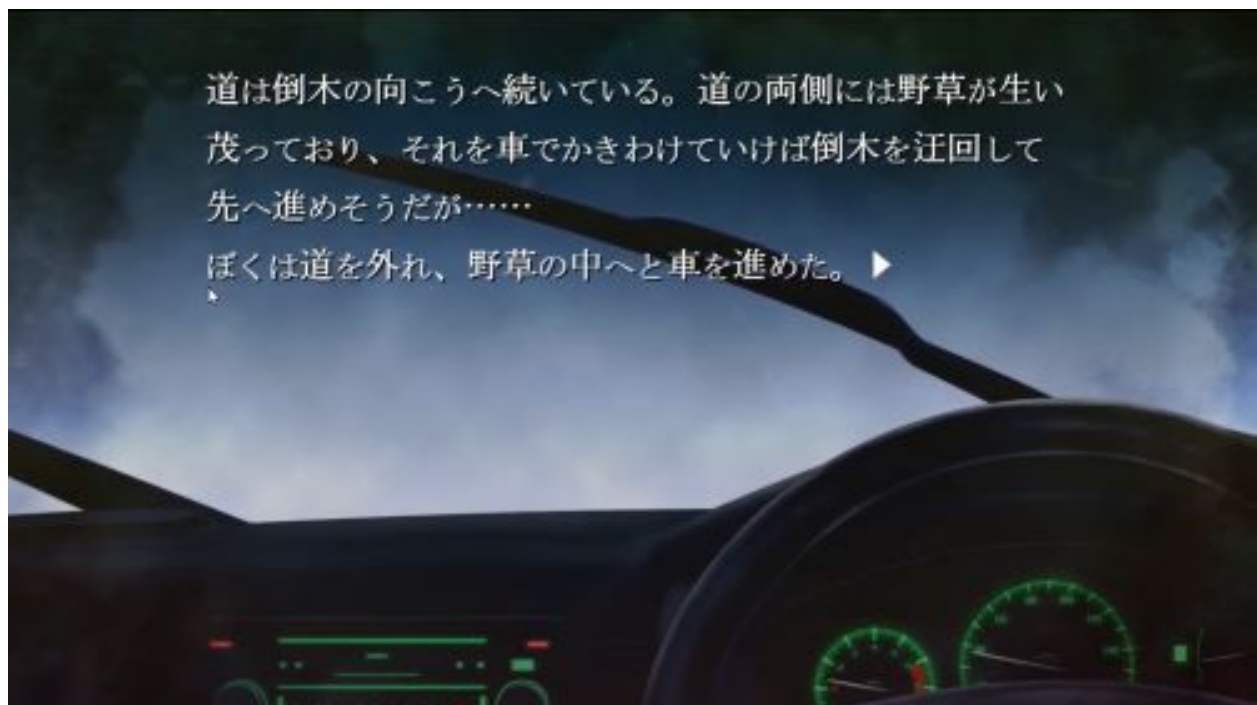 道は倒木の向こうへ続いている。道の両側には野草が生い
茂っており、それを車でかきわけていけば倒木を迂回して
先へ進めそうだが……
ぼくは道を外れ、野草の中へと車を進めた。